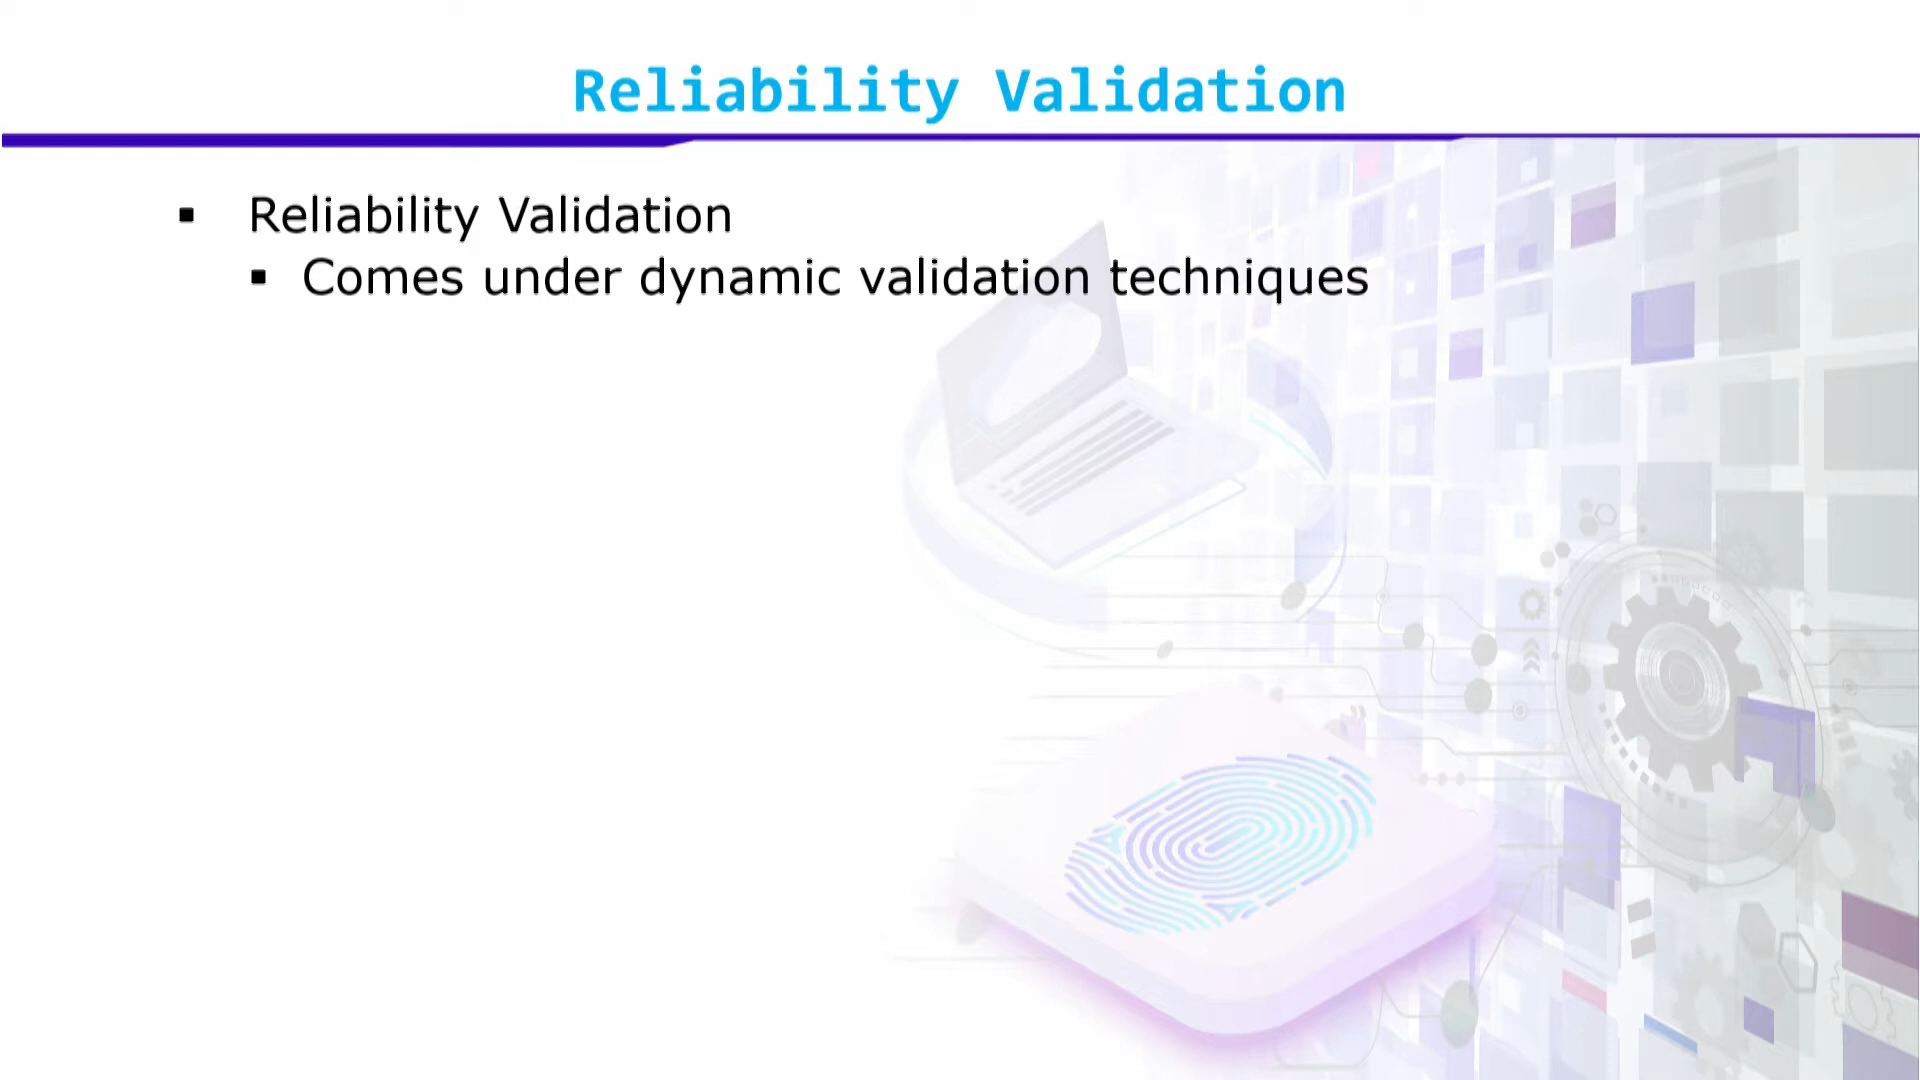 Reliability Validation
▪ Reliability Validation
▪ Comes under dynamic validation techniques